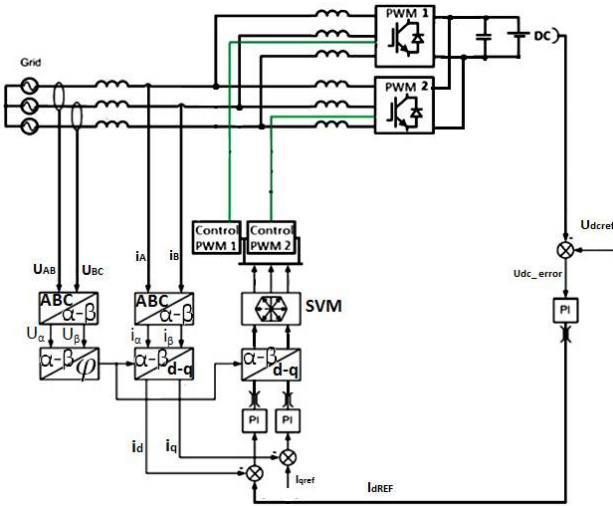 PWM 1
DC
Grid
PWM 2
Control
PWM 1
Control
PWM 2
Udcref
-
Udc_error
UAB
UBC
iA
iB
ABC
α-β
ABC
α-β
SVM
PI
Uα
Uβ
iα
iβ
α-β
φ
α-β
d-q
α-β
d-q
PI
PI
id
iq
-
-
Iqref
IdREF